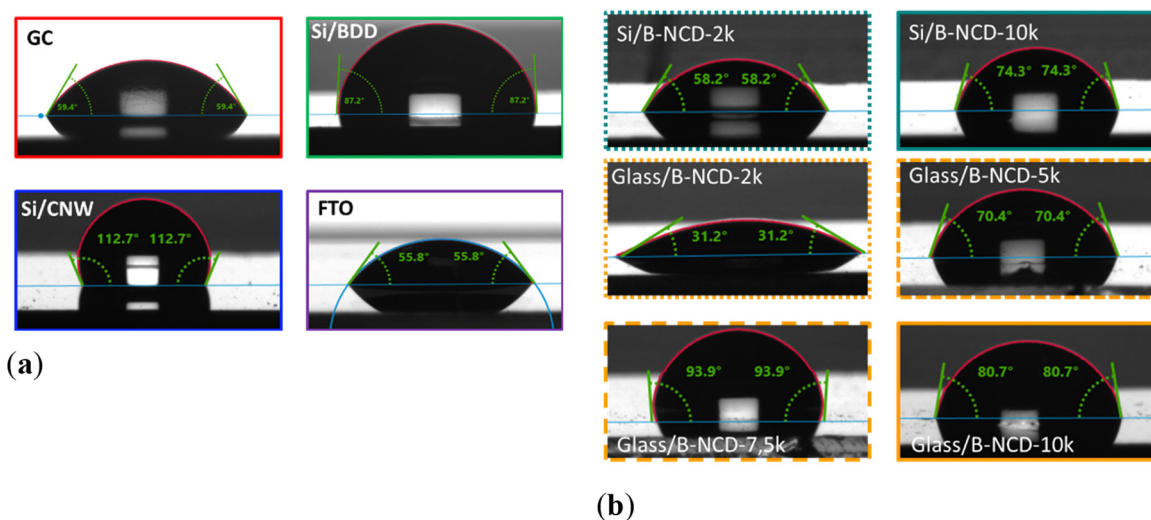 GC
59.4° 59.4°
Si/BDD
87.2° 87.2°
Si/CNW
112.7° 112.7°
FTO
55.8° 55.8°
(a)
Si/B-NCD-2k
58.2° 58.2°
Si/B-NCD-10k
74.3° 74.3°
Glass/B-NCD-2k
31.2° 31.2°
Glass/B-NCD-5k
70.4° 70.4°
93.9° 93.9°
Glass/B-NCD-7,5k
80.7° 80.7°
Glass/B-NCD-10k
(b)